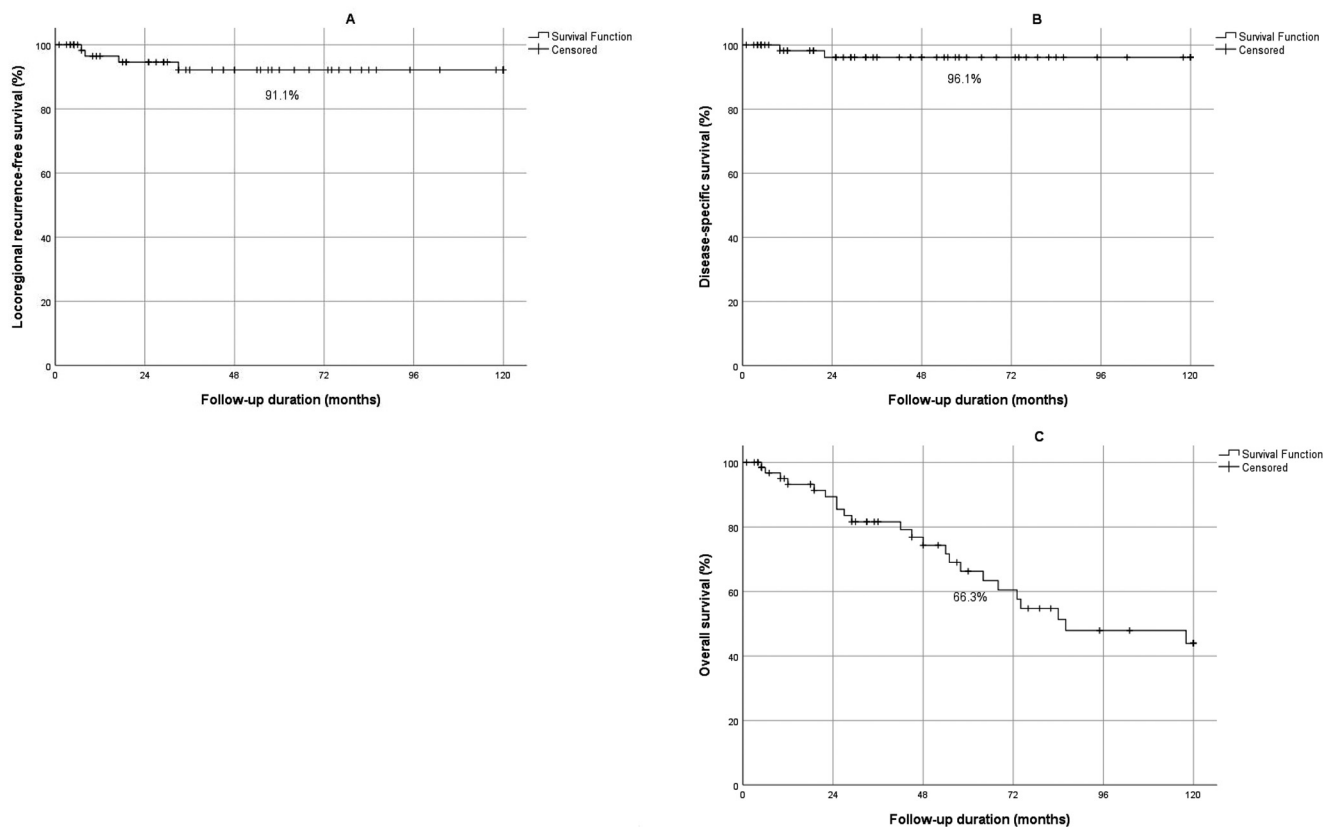 A
Survival Function
Censored
100
80
60
40
20
0
91.1%
0 24 48 72 96 120
Locoregional recurrence-free survival (%)
Follow-up duration (months)
B
Survival Function
Censored
100
80
60
40
20
0
96.1%
0 24 48 72 96 120
Disease-specific survival (%)
Follow-up duration (months)
C
Survival Function
Censored
100
80
60
40
20
0
66.3%
0 24 48 72 96 120
Overall survival (%)
Follow-up duration (months)